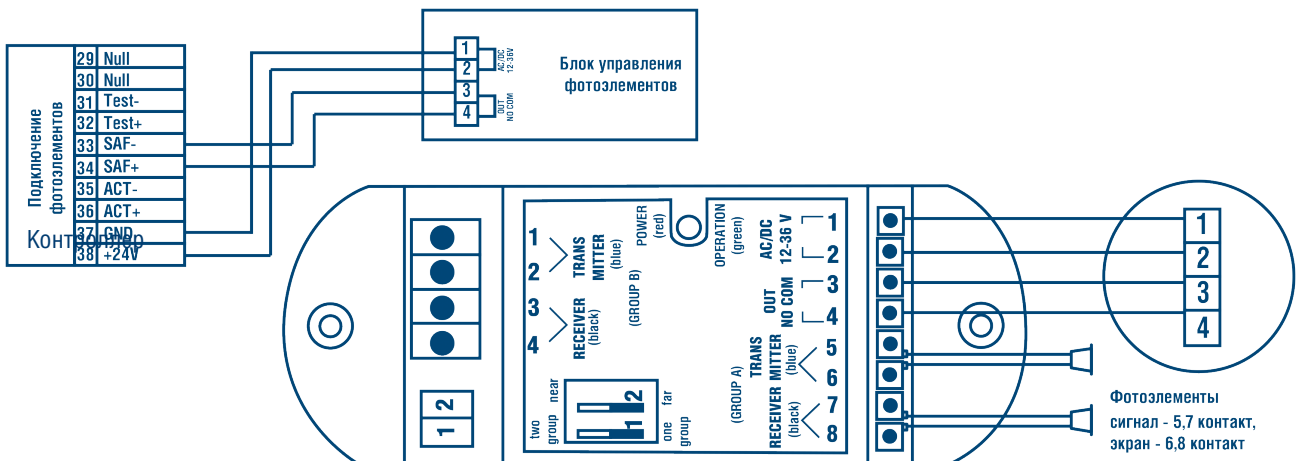 Подключение
фотоэлементов
29 Null
30 Null
31 Test-
32 Test+
33 SAF-
34 SAF+
35 ACT-
36 ACT+
37 GND
38 +24V
Контроллер
1
2
3
4
AC/DC
12-36V
OUT
NO COM
Блок управления
фотоэлементов
2
1
1
2
3
4
TRANS
MITTER
(blue)
RECEIVER
(black)
(GROUP B)
POWER
(red)
OPERATION
(green)
two
group
near
2
1
far
one
group
AC/DC
12-36 V
OUT
NO COM
TRANS
MITTER
(blue)
RECEIVER
(black)
(GROUP A)
1
2
3
4
5
6
7
8
1
2
3
4
Фотоэлементы
сигнал - 5,7 контакт,
экран - 6,8 контакт